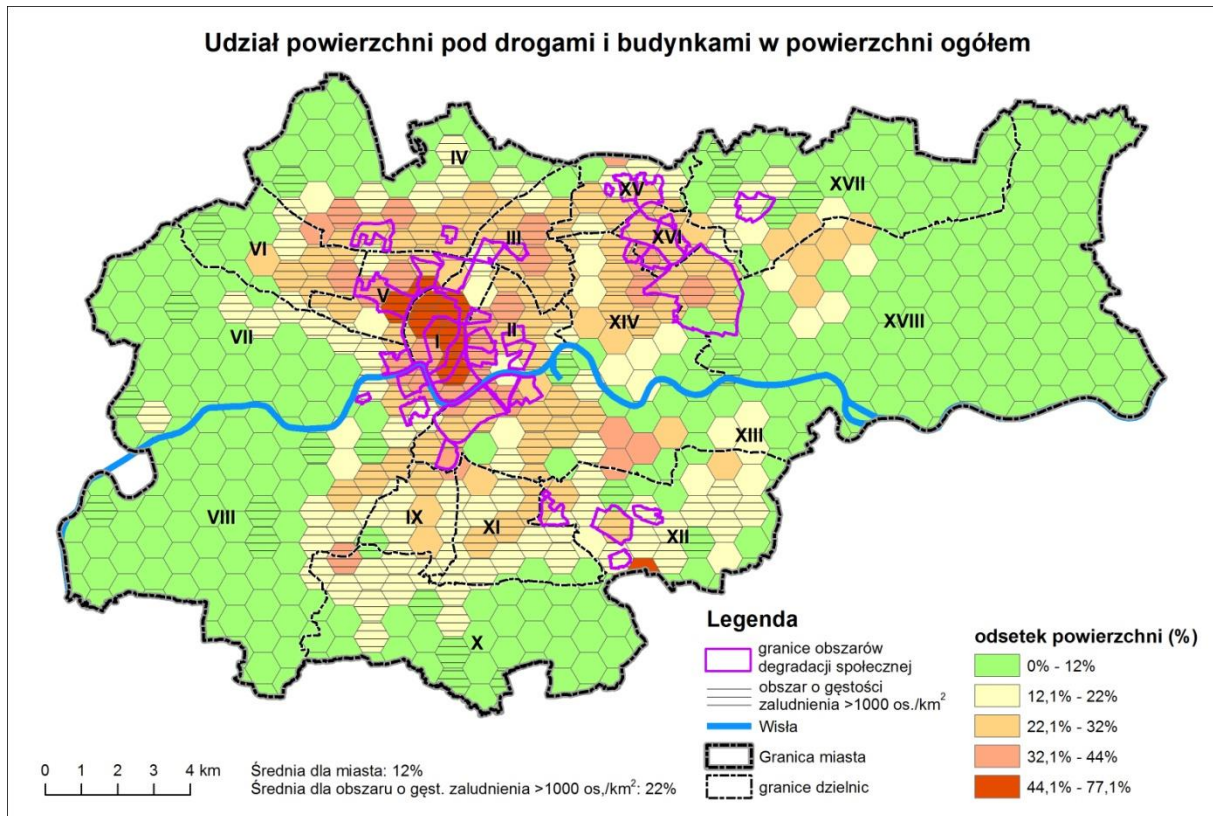 Udział powierzchni pod drogami i budynkami w powierzchni ogółem
IV
XVII
XV
III
XVI
VI
V
XVIII
VII
II
XIV
I
XIII
VIII
IX
XI
XII
X
Legenda
granice obszarów
degradacji społecznej
obszar o gęstości
zaludnienia >1000 os./km²
Wisła
Granica miasta
granice dzielnic
odsetek powierzchni (%)
0% - 12%
12,1% - 22%
22,1% - 32%
32,1% - 44%
44,1% - 77,1%
0 1 2 3 4 km
Średnia dla miasta: 12%
Średnia dla obszaru o gęst. zaludnienia >1000 os,/km²: 22%